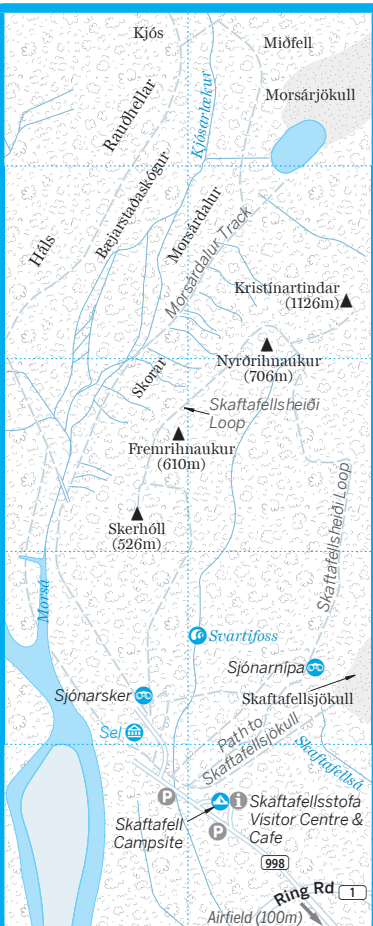 Kjós
Miðfell
Morsárjökull
Rauðhellar
Kjósarlækur
Bæjarstaðaskógur
Háls
Morsárdalur
Morsárdalur Track
Kristínartindar
(1126m)
Nyrðrihnaukur
(706m)
Skorar
Skaftafellsheiði
Loop
Fremrihnaukur
(610m)
Skaftafellsheiði Loop
Skerhóll
(526m)
Morsá
Svartifoss
Sjónarnípa
Sjónarsker
Skaftafellsjökull
Sel
Path to
Skaftafellsjökull
Skaftafellsá
P
i
Skaftafellsstofa
Visitor Centre &
Cafe
Skaftafell
Campsite
P
998
Ring Rd
1
Airfield (100m)